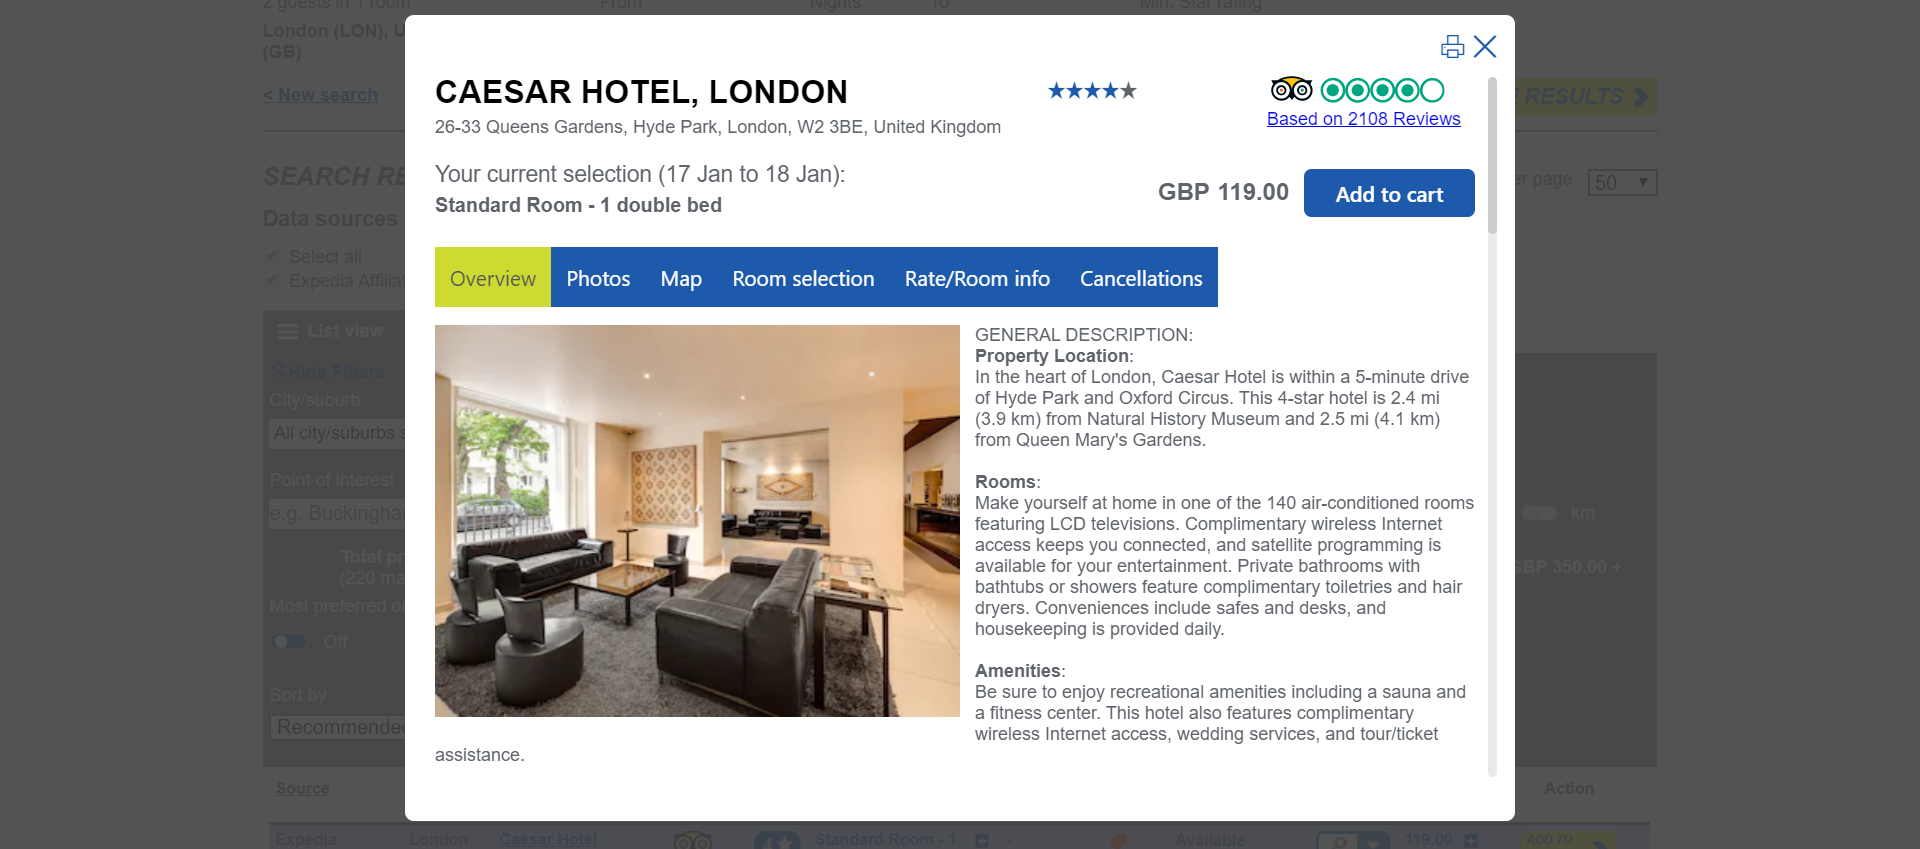 2 guests in 1 room
From
Nights
To
Min. Star rating
London (LON), U
(GB)
< New search
E RESULTS
SEARCH RE
er page
50
Data sources
Select all
Expedia Affilia
List view
Hide Filters
City/suburb
All city/suburbs s
Point of interest
e.g. Buckingha
km
Total pr
(220 ma
GBP 350.00 +
Most preferred o
Off
Sort by
Recommended
Source
Action
Expedia
London
Caesar Hotel
4
Standard Room - 1
-
Available
119.00
ADD TO
CAESAR HOTEL, LONDON
26-33 Queens Gardens, Hyde Park, London, W2 3BE, United Kingdom
Based on 2108 Reviews
Your current selection (17 Jan to 18 Jan):
Standard Room - 1 double bed
GBP 119.00
Add to cart
Overview
Photos
Map
Room selection
Rate/Room info
Cancellations
GENERAL DESCRIPTION:
Property Location:
In the heart of London, Caesar Hotel is within a 5-minute drive
of Hyde Park and Oxford Circus. This 4-star hotel is 2.4 mi
(3.9 km) from Natural History Museum and 2.5 mi (4.1 km)
from Queen Mary's Gardens.
Rooms:
Make yourself at home in one of the 140 air-conditioned rooms
featuring LCD televisions. Complimentary wireless Internet
access keeps you connected, and satellite programming is
available for your entertainment. Private bathrooms with
bathtubs or showers feature complimentary toiletries and hair
dryers. Conveniences include safes and desks, and
housekeeping is provided daily.
Amenities:
Be sure to enjoy recreational amenities including a sauna and
a fitness center. This hotel also features complimentary
wireless Internet access, wedding services, and tour/ticket
assistance.